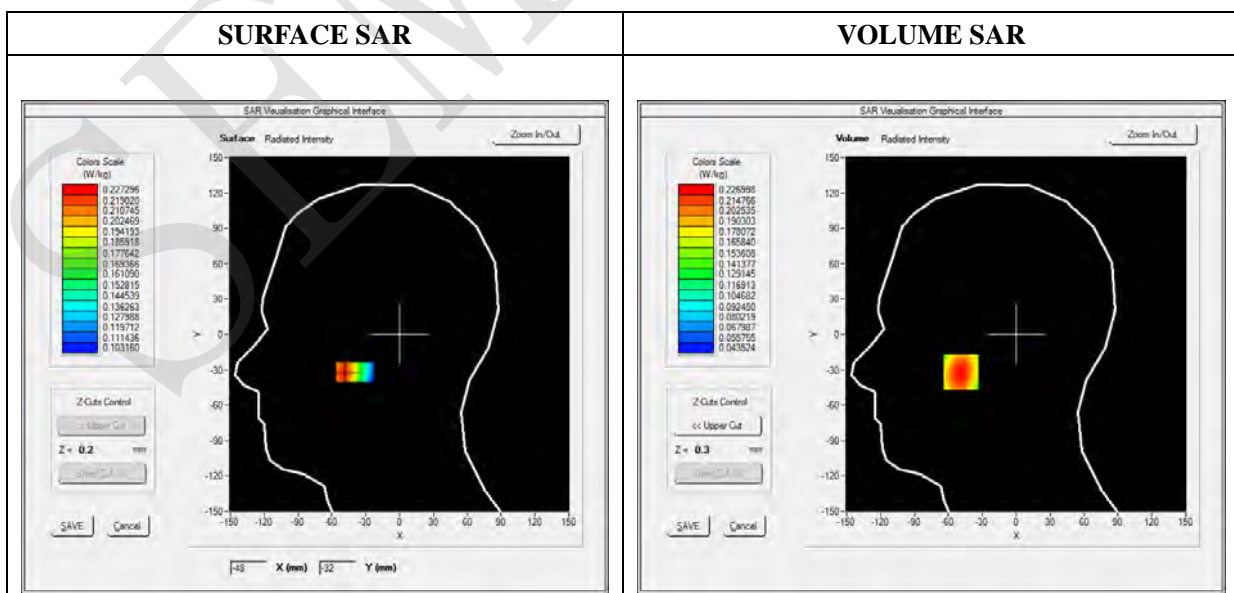 SURFACE SAR
SAR Visualisation Graphical Interface
Surface Radiated Intensity
Zoom In/Out
Colors Scale
(W/kg)
0.227296
0.219020
0.210745
0.202469
0.194193
0.185918
0.177642
0.169366
0.161090
0.152815
0.144539
0.136263
0.127988
0.119712
0.111436
0.103160
Z-Cuts Control
<< Upper Cut
Z = 0.2 mm
SAVE
Cancel
150
120
90
60
30
0
-30
-60
-90
-120
-150
Y
-150 -120 -90 -60 -30 0 30 60 90 120 150
X
-48 X (mm) -32 Y (mm)
VOLUME SAR
SAR Visualisation Graphical Interface
Volume Radiated Intensity
Zoom In/Out
Colors Scale
(W/kg)
0.226998
0.214766
0.202535
0.190303
0.178072
0.165840
0.153608
0.141377
0.129145
0.116913
0.104682
0.092450
0.080219
0.067987
0.055755
0.043524
Z-Cuts Control
<< Upper Cut
Z = 0.3 mm
SAVE
Cancel
150
120
90
60
30
0
-30
-60
-90
-120
-150
Y
-150 -120 -90 -60 -30 0 30 60 90 120 150
X